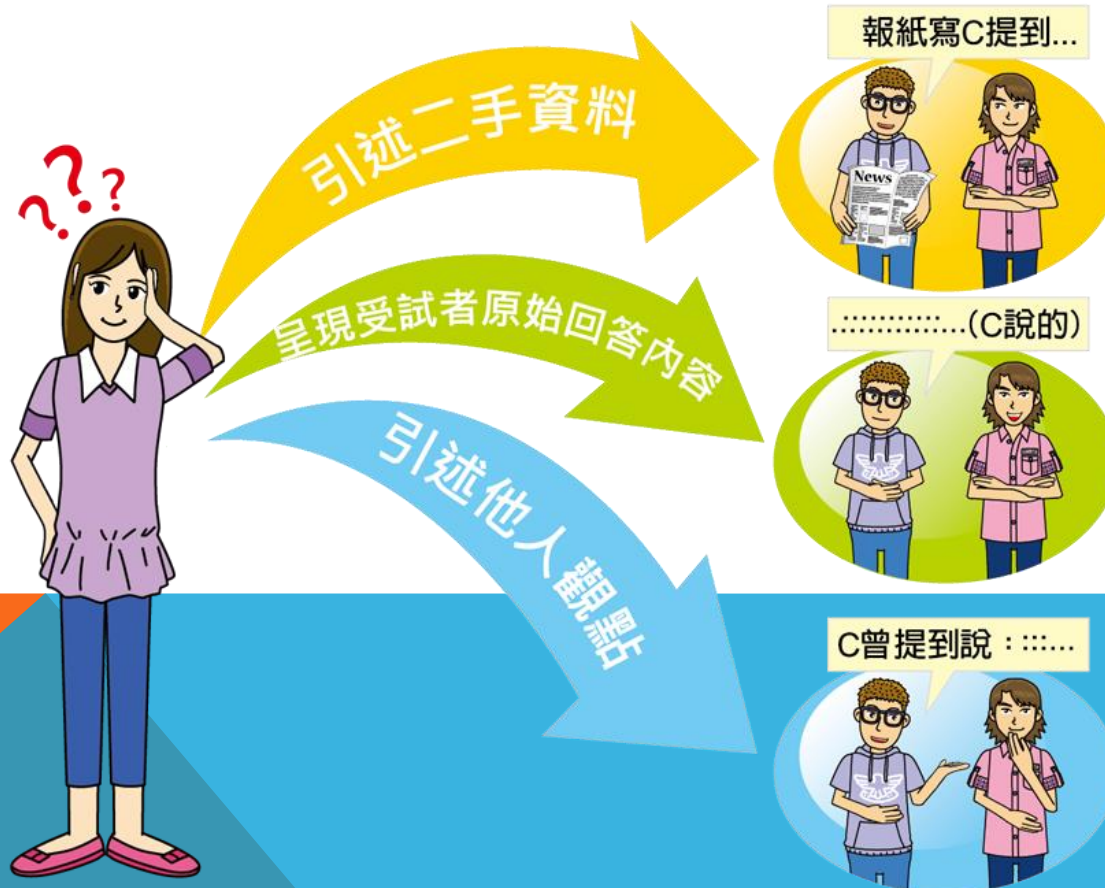 ???
引述二手資料
報紙寫C提到...
News
呈現受試者原始回答內容
...............(C說的)
引述他人觀點
C曾提到說：:::...